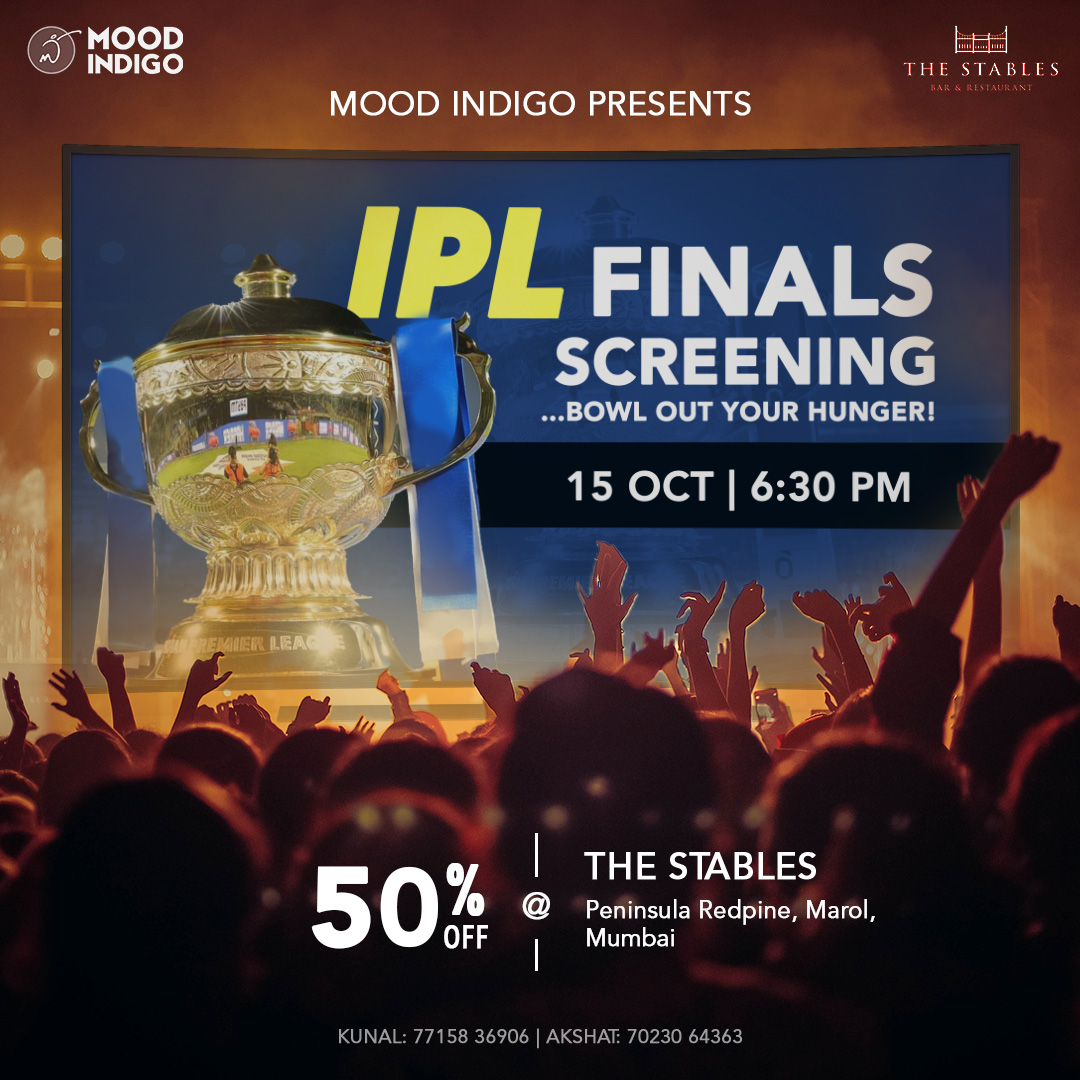 MOOD
INDIGO
THE STABLES
BAR & RESTAURANT
MOOD INDIGO PRESENTS
IPL FINALS
SCREENING
...BOWL OUT YOUR HUNGER!
15 OCT | 6:30 PM
PREMIER LEAGUE
50% OFF
@
THE STABLES
Peninsula Redpine, Marol,
Mumbai
KUNAL: 77158 36906 | AKSHAT: 70230 64363